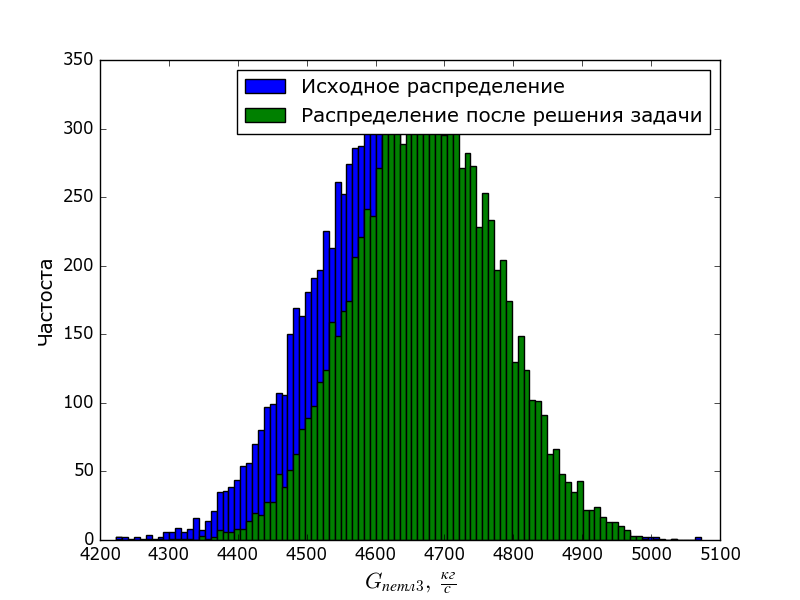 350
300
250
200
150
100
50
0
Частоста
Исходное распределение
Распределение после решения задачи
4200 4300 4400 4500 4600 4700 4800 4900 5000 5100
Gпетл3, кг/с